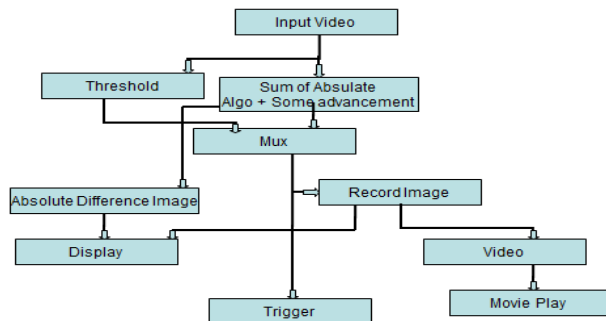 Input Video
Threshold
Sum of Absulate
Algo + Some advancement
Mux
Absolute Difference Image
Record Image
Display
Video
Trigger
Movie Play